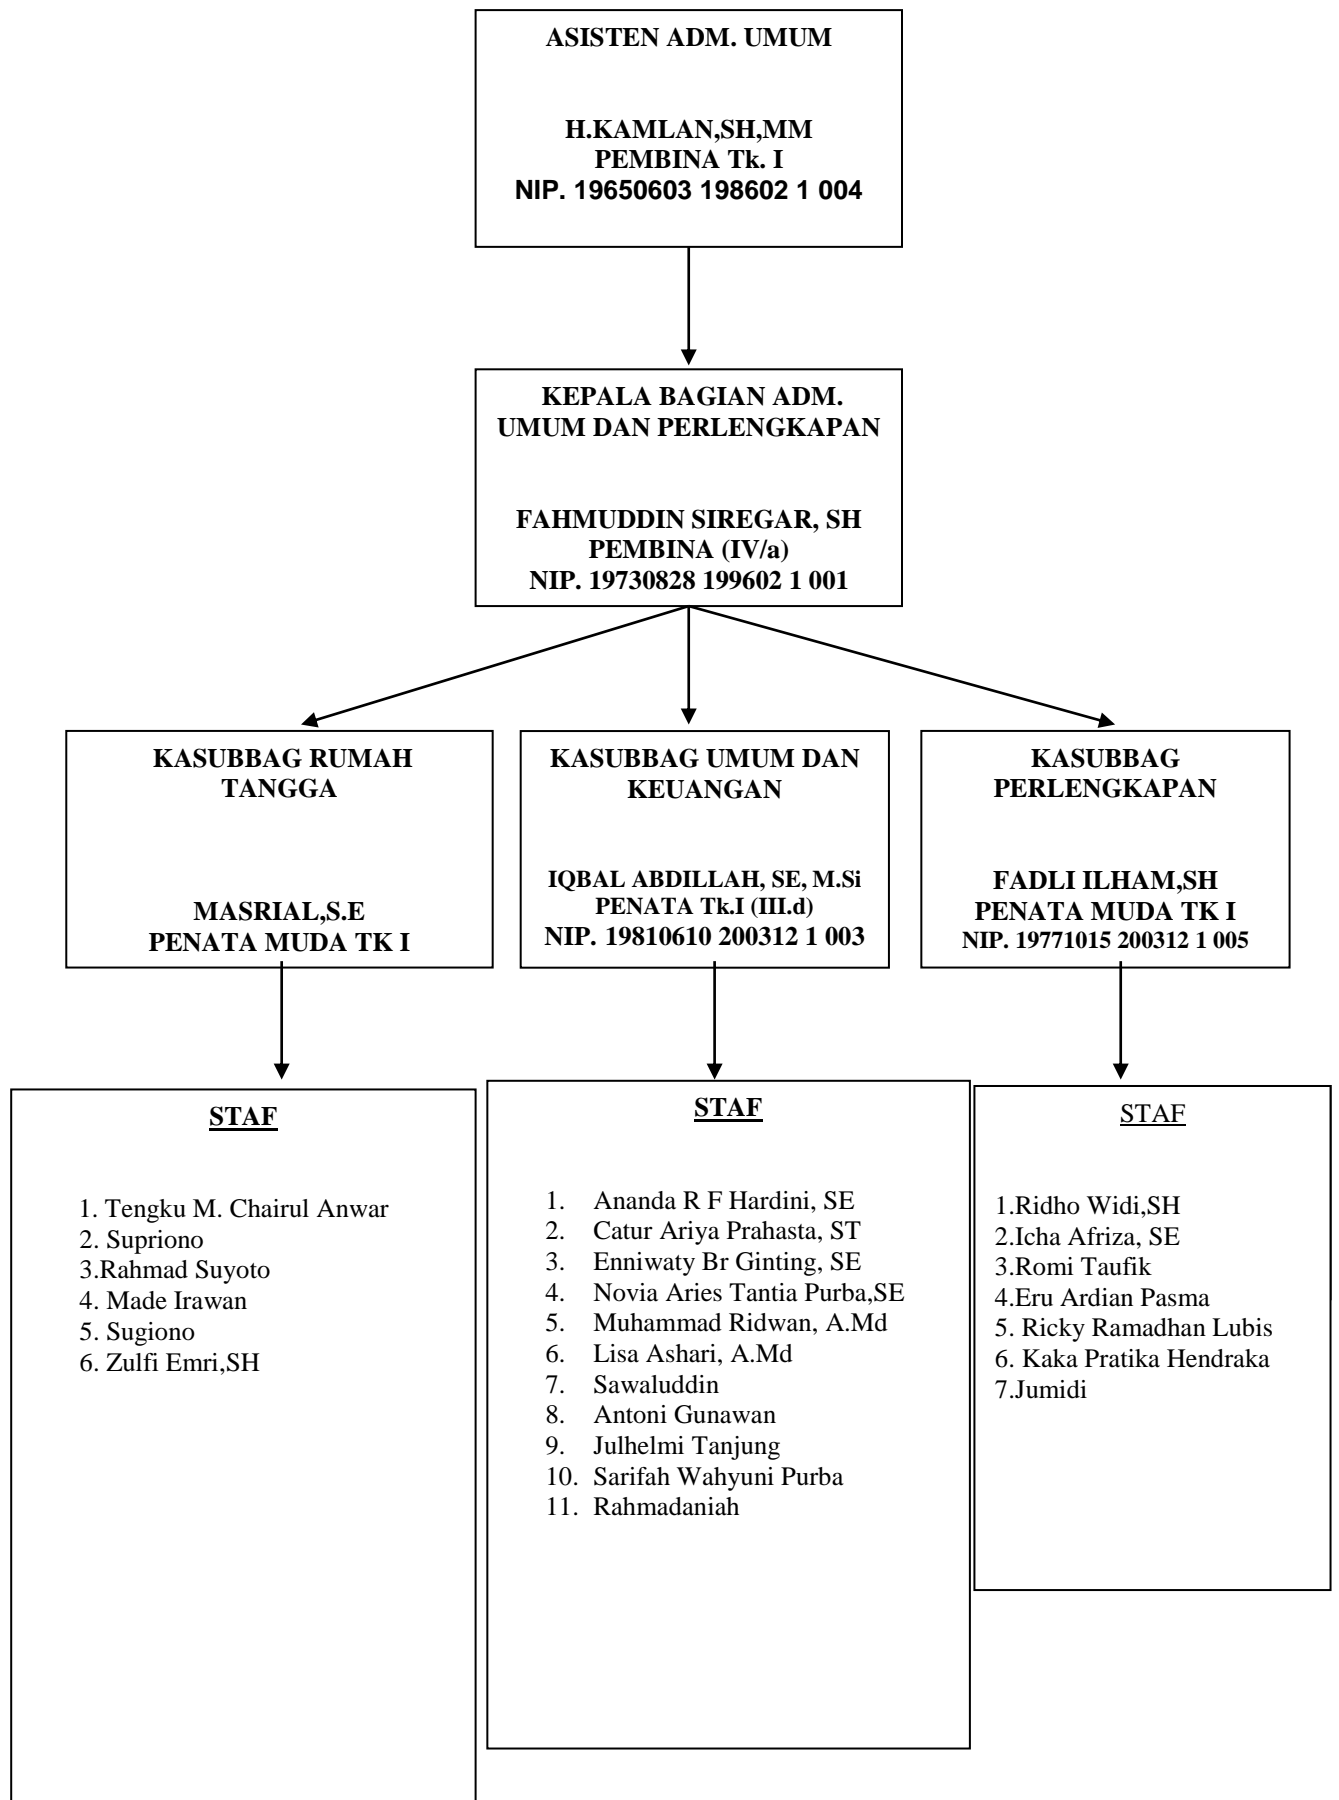 ASISTEN ADM. UMUM
H.KAMLAN,SH,MM
PEMBINA Tk. I
NIP. 19650603 198602 1 004
KEPALA BAGIAN ADM.
UMUM DAN PERLENGKAPAN
FAHMUDDIN SIREGAR, SH
PEMBINA (IV/a)
NIP. 19730828 199602 1 001
KASUBBAG RUMAH
TANGGA
MASRIAL,S.E
PENATA MUDA TK I
KASUBBAG UMUM DAN
KEUANGAN
IQBAL ABDILLAH, SE, M.Si
PENATA Tk.I (III.d)
NIP. 19810610 200312 1 003
KASUBBAG
PERLENGKAPAN
FADLI ILHAM,SH
PENATA MUDA TK I
NIP. 19771015 200312 1 005
STAF
1. Tengku M. Chairul Anwar
2. Supriono
3.Rahmad Suyoto
4. Made Irawan
5. Sugiono
6. Zulfi Emri,SH
STAF
1. Ananda R F Hardini, SE
2. Catur Ariya Prahasta, ST
3. Enniwaty Br Ginting, SE
4. Novia Aries Tantia Purba,SE
5. Muhammad Ridwan, A.Md
6. Lisa Ashari, A.Md
7. Sawaluddin
8. Antoni Gunawan
9. Julhelmi Tanjung
10. Sarifah Wahyuni Purba
11. Rahmadaniah
STAF
1.Ridho Widi,SH
2.Icha Afriza, SE
3.Romi Taufik
4.Eru Ardian Pasma
5. Ricky Ramadhan Lubis
6. Kaka Pratika Hendraka
7.Jumidi